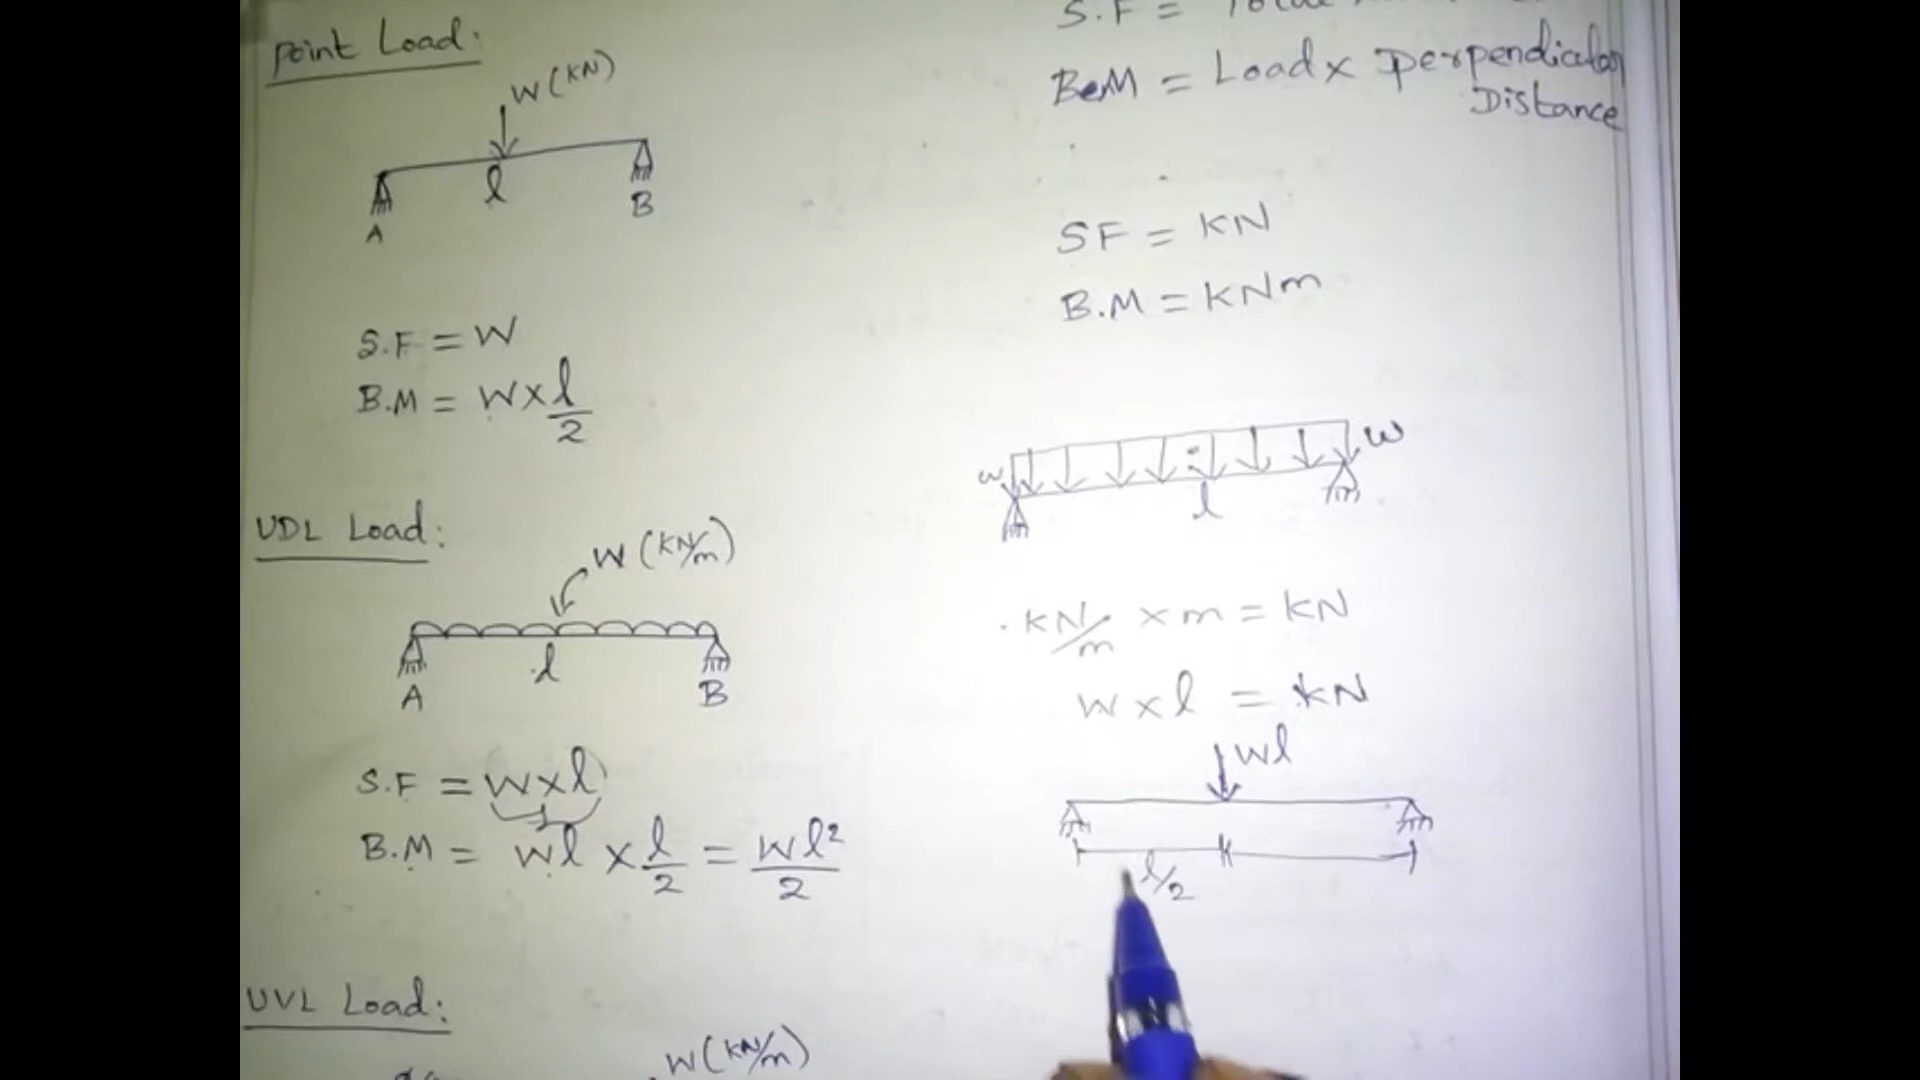 Point Load:
W (KN)
l
A
B
S.F = W
B.M = W x l/2
UDL Load:
W (KN/m)
l
A
B
S.F = W x l
B.M = Wl x l/2 = Wl²/2
UVL Load:
W (KN/m)
S.F = Total
B.M = Load x Perpendicular
Distance
SF = KN
B.M = KNm
w
w
l
KN/m x m = KN
W x l = KN
Wl
l/2